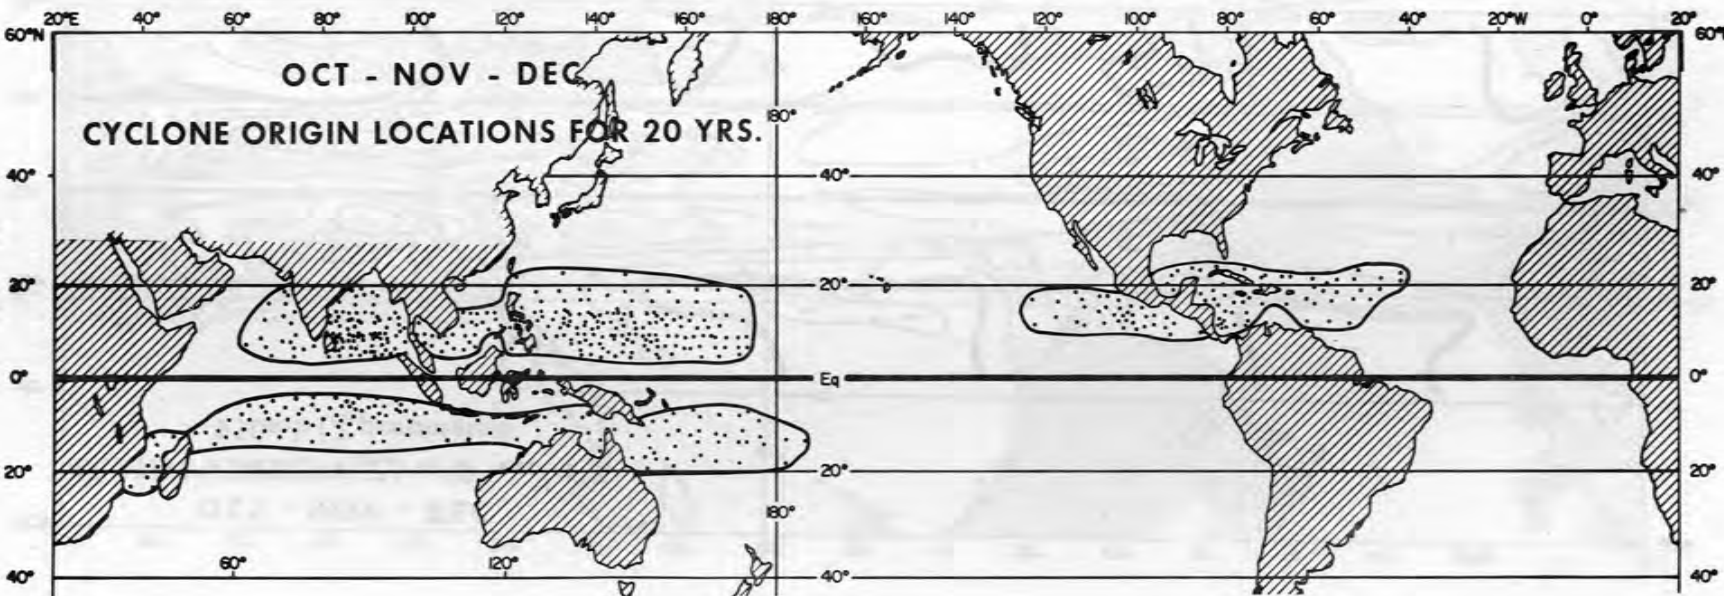 20°E 40° 60° 80° 100° 120° 140° 160° 180° 160° 140° 120° 100° 80° 60° 40° 20°W 0° 20°
60°N 60°N
OCT - NOV - DEC
180°
CYCLONE ORIGIN LOCATIONS FOR 20 YRS.
40° 40° 40°
20° 20° 20°
0° Eq 0°
20° 20° 20°
180°
60° 120°
40° 40° 40°